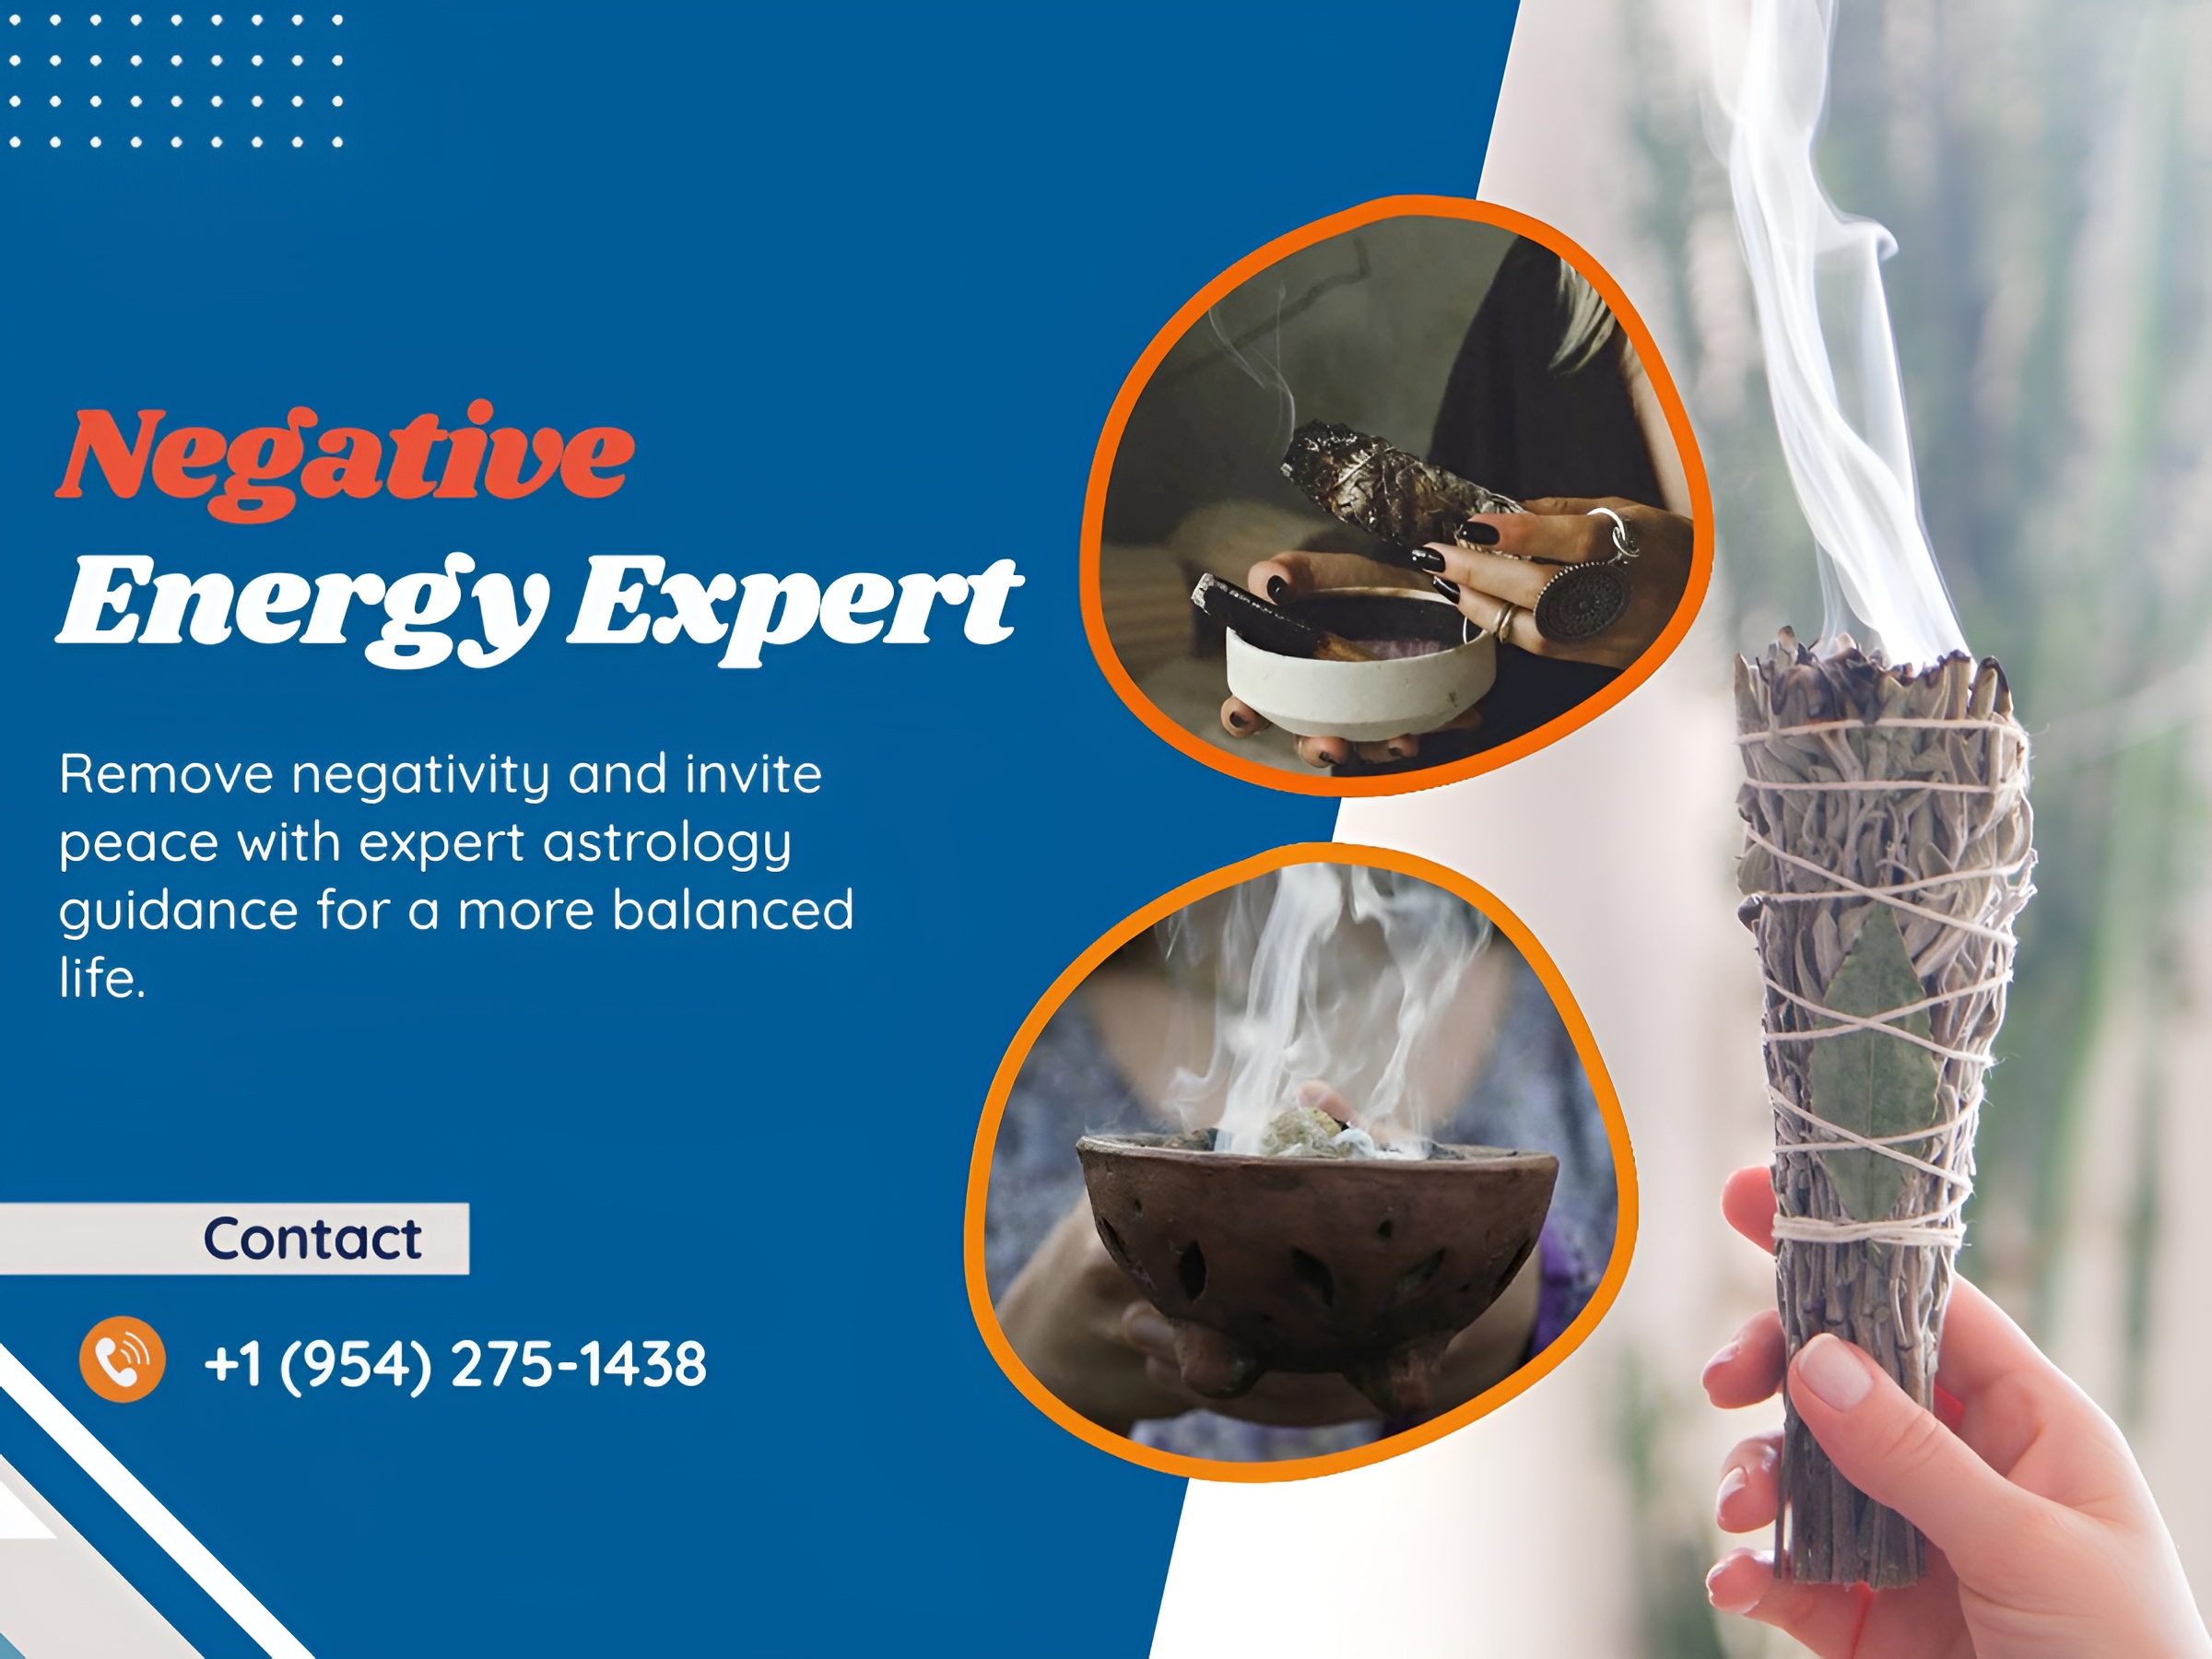 Negative
Energy Expert
Remove negativity and invite
peace with expert astrology
guidance for a more balanced
life.
Contact
+1 (954) 275-1438